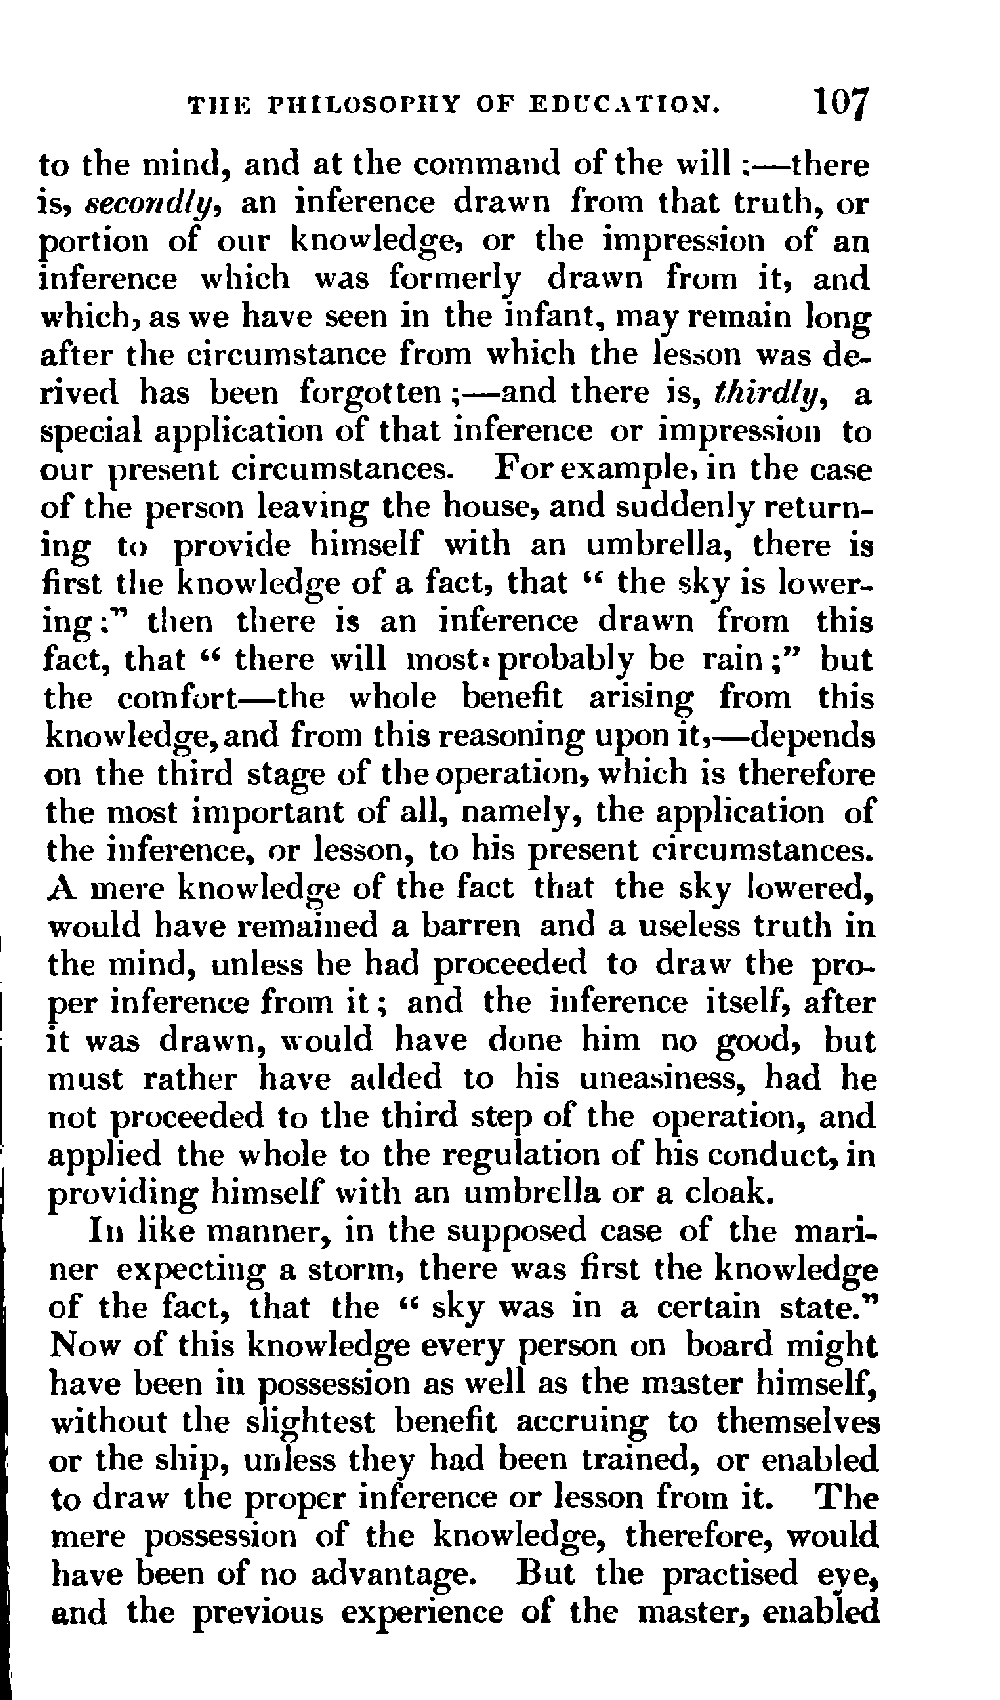 THE PHILOSOPHY OF EDUCATION. 107
to the mind, and at the command of the will :—there
is, secondly, an inference drawn from that truth, or
portion of our knowledge, or the impression of an
inference which was formerly drawn from it, and
which, as we have seen in the infant, may remain long
after the circumstance from which the lesson was de-
rived has been forgotten ;—and there is, thirdly, a
special application of that inference or impression to
our present circumstances. For example, in the case
of the person leaving the house, and suddenly return-
ing to provide himself with an umbrella, there is
first the knowledge of a fact, that “ the sky is lower-
ing :” then there is an inference drawn from this
fact, that “ there will most probably be rain ;” but
the comfort—the whole benefit arising from this
knowledge, and from this reasoning upon it,—depends
on the third stage of the operation, which is therefore
the most important of all, namely, the application of
the inference, or lesson, to his present circumstances.
A mere knowledge of the fact that the sky lowered,
would have remained a barren and a useless truth in
the mind, unless he had proceeded to draw the pro-
per inference from it ; and the inference itself, after
it was drawn, would have done him no good, but
must rather have added to his uneasiness, had he
not proceeded to the third step of the operation, and
applied the whole to the regulation of his conduct, in
providing himself with an umbrella or a cloak.
In like manner, in the supposed case of the mari-
ner expecting a storm, there was first the knowledge
of the fact, that the “ sky was in a certain state.”
Now of this knowledge every person on board might
have been in possession as well as the master himself,
without the slightest benefit accruing to themselves
or the ship, unless they had been trained, or enabled
to draw the proper inference or lesson from it. The
mere possession of the knowledge, therefore, would
have been of no advantage. But the practised eye,
and the previous experience of the master, enabled